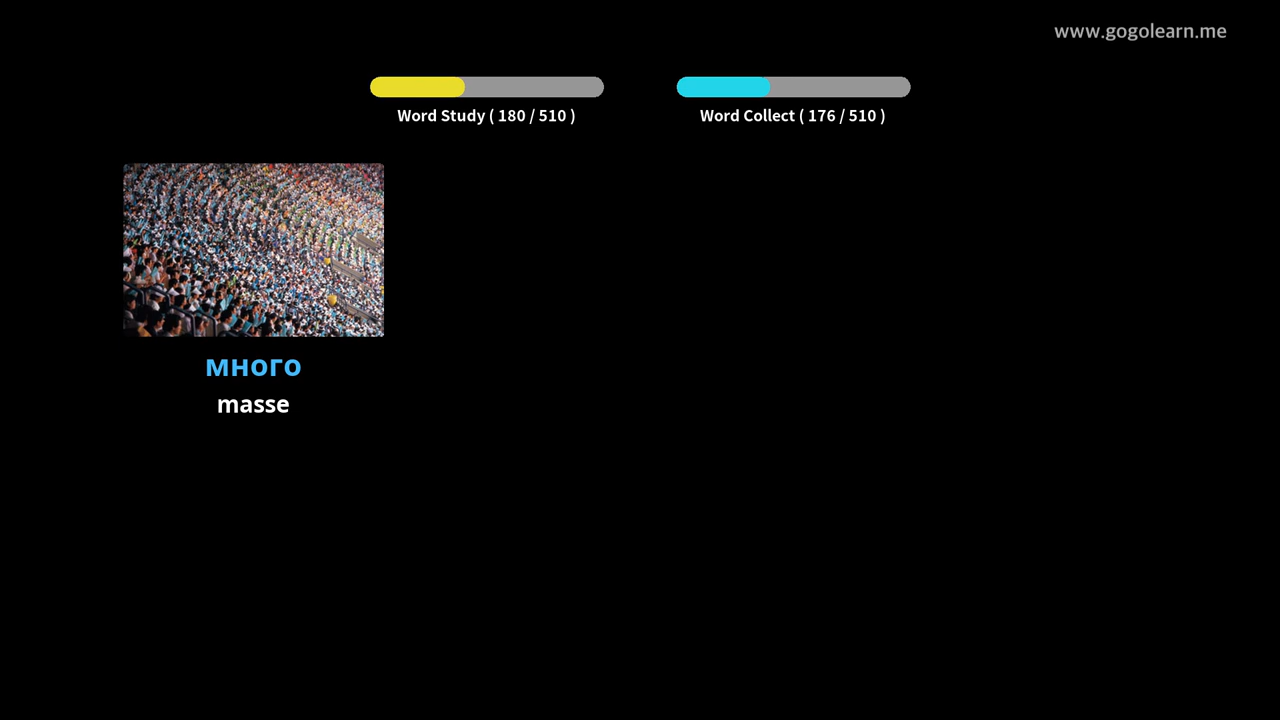 www.gogolearn.me
Word Study ( 180 / 510 )
Word Collect ( 176 / 510 )
много
masse